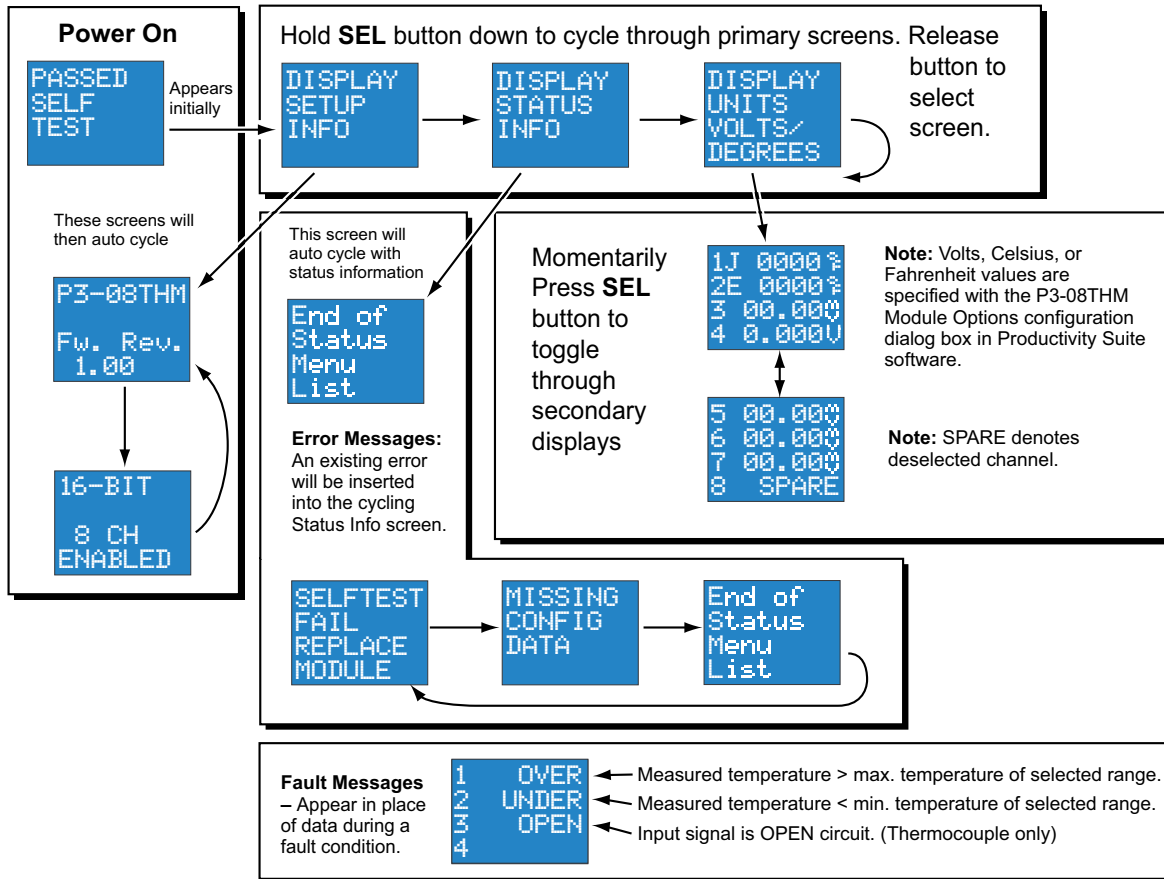 Power On
PASSED
SELF
TEST
Appears
initially
These screens will
then auto cycle
P3-08THM
Fw. Rev.
1.00
16-BIT
8 CH
ENABLED
Hold SEL button down to cycle through primary screens. Release
button to
select
screen.
DISPLAY
SETUP
INFO
DISPLAY
STATUS
INFO
DISPLAY
UNITS
VOLTS/
DEGREES
This screen will
auto cycle with
status information
End of
Status
Menu
List
Error Messages:
An existing error
will be inserted
into the cycling
Status Info screen.
Momentarily
Press SEL
button to
toggle
through
secondary
displays
1J 0000°F
2E 0000°F
3 00.00mV
4 0.000V
5 00.00mV
6 00.00mV
7 00.00mV
8 SPARE
Note: Volts, Celsius, or
Fahrenheit values are
specified with the P3-08THM
Module Options configuration
dialog box in Productivity Suite
software.
Note: SPARE denotes
deselected channel.
SELFTEST
FAIL
REPLACE
MODULE
MISSING
CONFIG
DATA
End of
Status
Menu
List
Fault Messages
– Appear in place
of data during a
fault condition.
1 OVER
2 UNDER
3 OPEN
4
Measured temperature > max. temperature of selected range.
Measured temperature < min. temperature of selected range.
Input signal is OPEN circuit. (Thermocouple only)